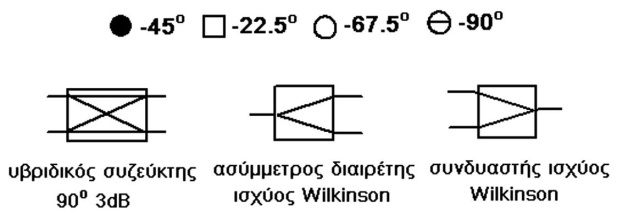 -45° -22.5° -67.5° -90°
υβριδικός συζεύκτης
90° 3dB
ασύμμετρος διαιρέτης
ισχύος Wilkinson
συνδυαστής ισχύος
Wilkinson